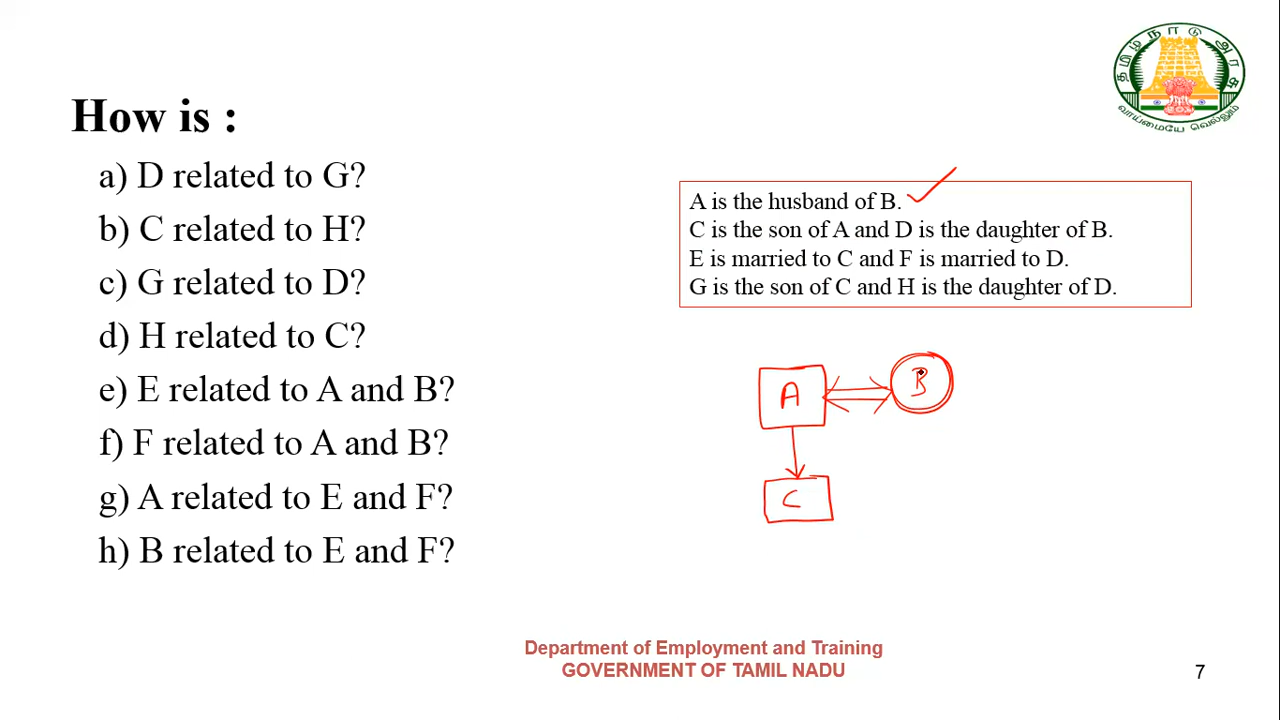 தமிழ் நாடு அரசு
வாய்மையே வெல்லும்
How is :
a) D related to G?
b) C related to H?
c) G related to D?
d) H related to C?
e) E related to A and B?
f) F related to A and B?
g) A related to E and F?
h) B related to E and F?
A is the husband of B.
C is the son of A and D is the daughter of B.
E is married to C and F is married to D.
G is the son of C and H is the daughter of D.
A B
C
Department of Employment and Training
GOVERNMENT OF TAMIL NADU
7